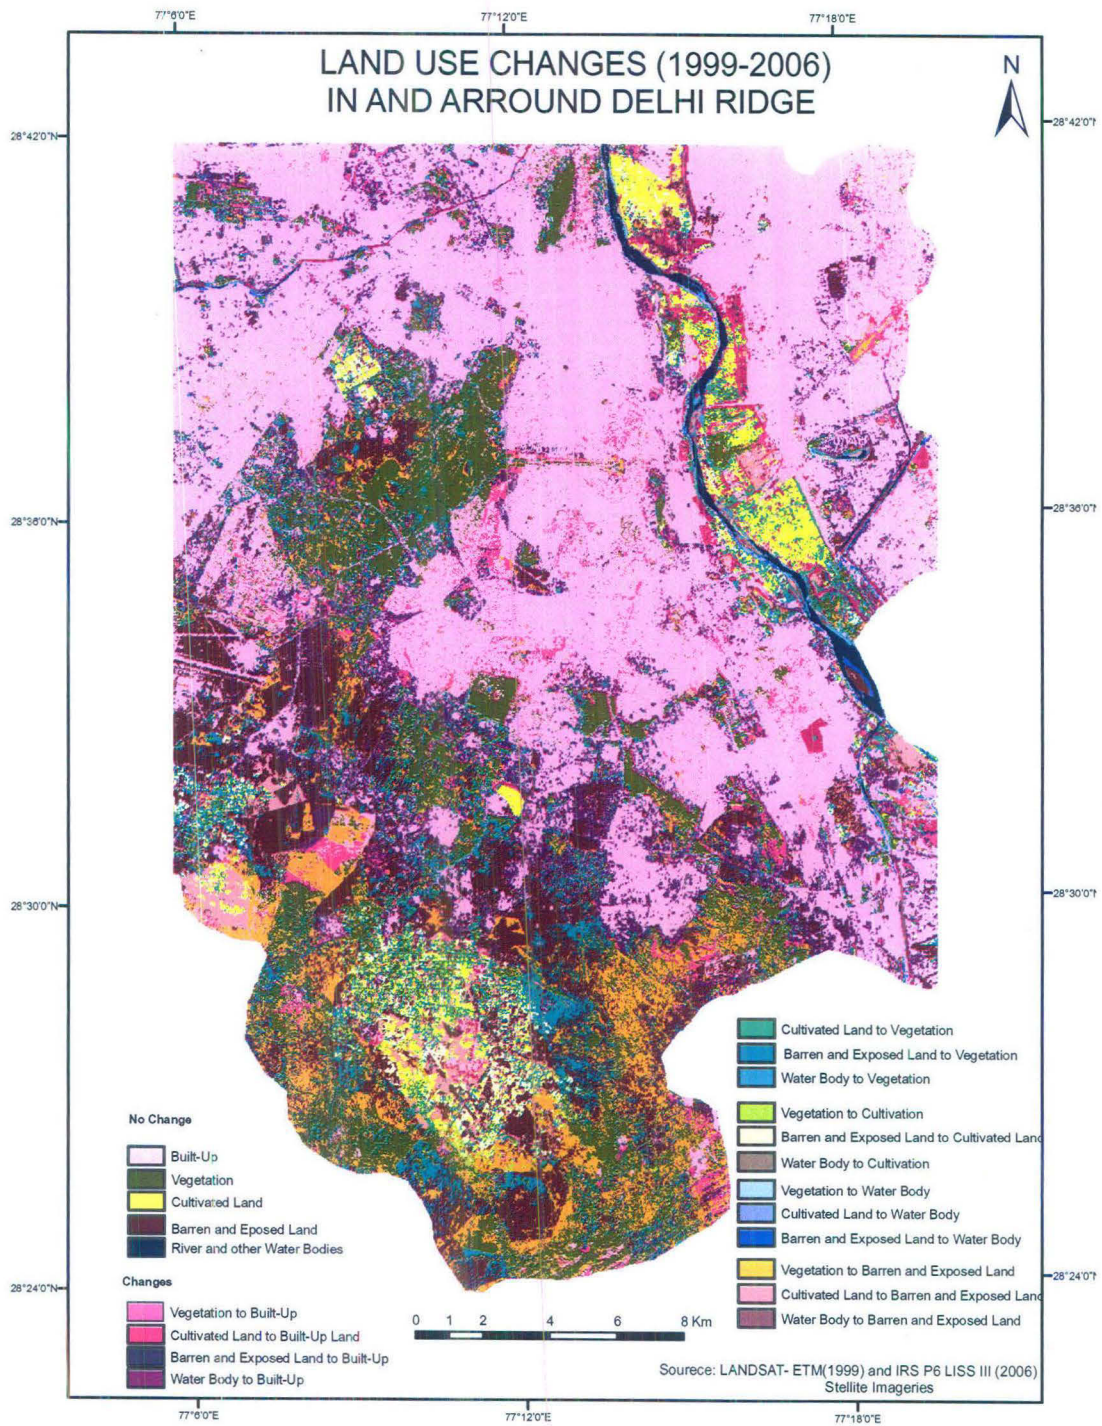 77°6'0"E
77°12'0"E
77°18'0"E
LAND USE CHANGES (1999-2006)
IN AND ARROUND DELHI RIDGE
N
28°42'0"N
28°42'0"N
28°36'0"N
28°36'0"N
28°30'0"N
28°30'0"N
28°24'0"N
28°24'0"N
No Change
Built-Up
Vegetation
Cultivated Land
Barren and Eposed Land
River and other Water Bodies
Changes
Vegetation to Built-Up
Cultivated Land to Built-Up Land
Barren and Exposed Land to Built-Up
Water Body to Built-Up
Cultivated Land to Vegetation
Barren and Exposed Land to Vegetation
Water Body to Vegetation
Vegetation to Cultivation
Barren and Exposed Land to Cultivated Land
Water Body to Cultivation
Vegetation to Water Body
Cultivated Land to Water Body
Barren and Exposed Land to Water Body
Vegetation to Barren and Exposed Land
Cultivated Land to Barren and Exposed Land
Water Body to Barren and Exposed Land
0 1 2 4 6 8 Km
Sourece: LANDSAT- ETM(1999) and IRS P6 LISS III (2006)
Stellite Imageries
77°6'0"E
77°12'0"E
77°18'0"E